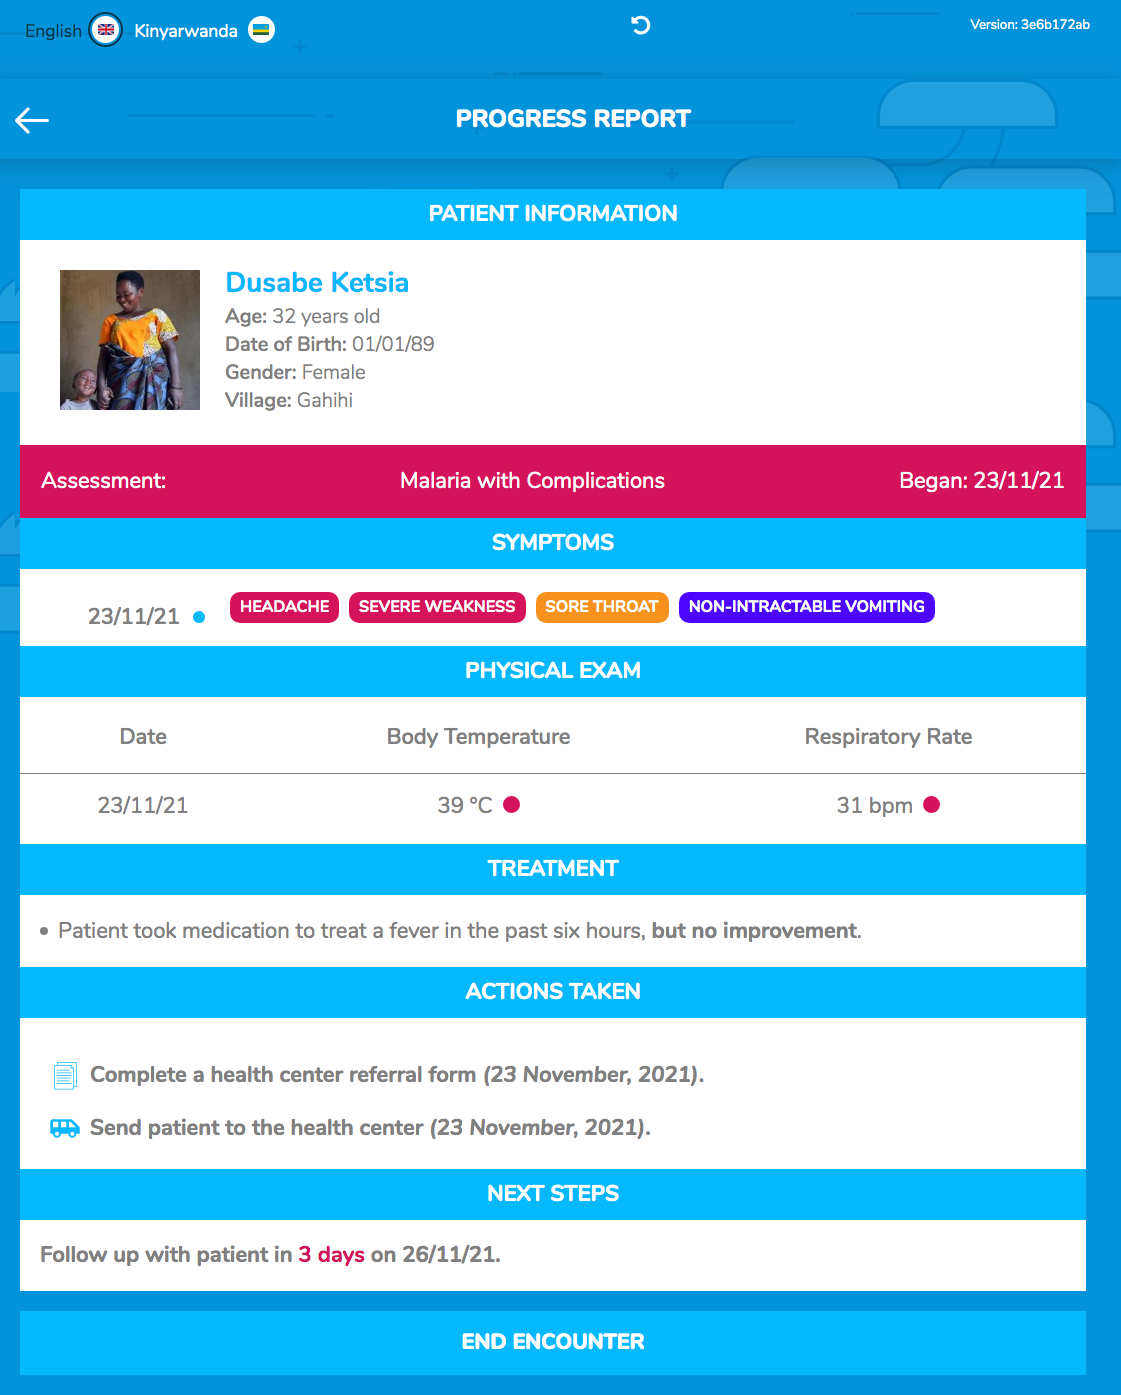 English Kinyarwanda Version: 3e6b172ab
PROGRESS REPORT
PATIENT INFORMATION
Dusabe Ketsia
Age: 32 years old
Date of Birth: 01/01/89
Gender: Female
Village: Gahihi
Assessment: Malaria with Complications Began: 23/11/21
SYMPTOMS
23/11/21 HEADACHE SEVERE WEAKNESS SORE THROAT NON-INTRACTABLE VOMITING
PHYSICAL EXAM
Date Body Temperature Respiratory Rate
23/11/21 39 °C 31 bpm
TREATMENT
• Patient took medication to treat a fever in the past six hours, but no improvement.
ACTIONS TAKEN
Complete a health center referral form (23 November, 2021).
Send patient to the health center (23 November, 2021).
NEXT STEPS
Follow up with patient in 3 days on 26/11/21.
END ENCOUNTER